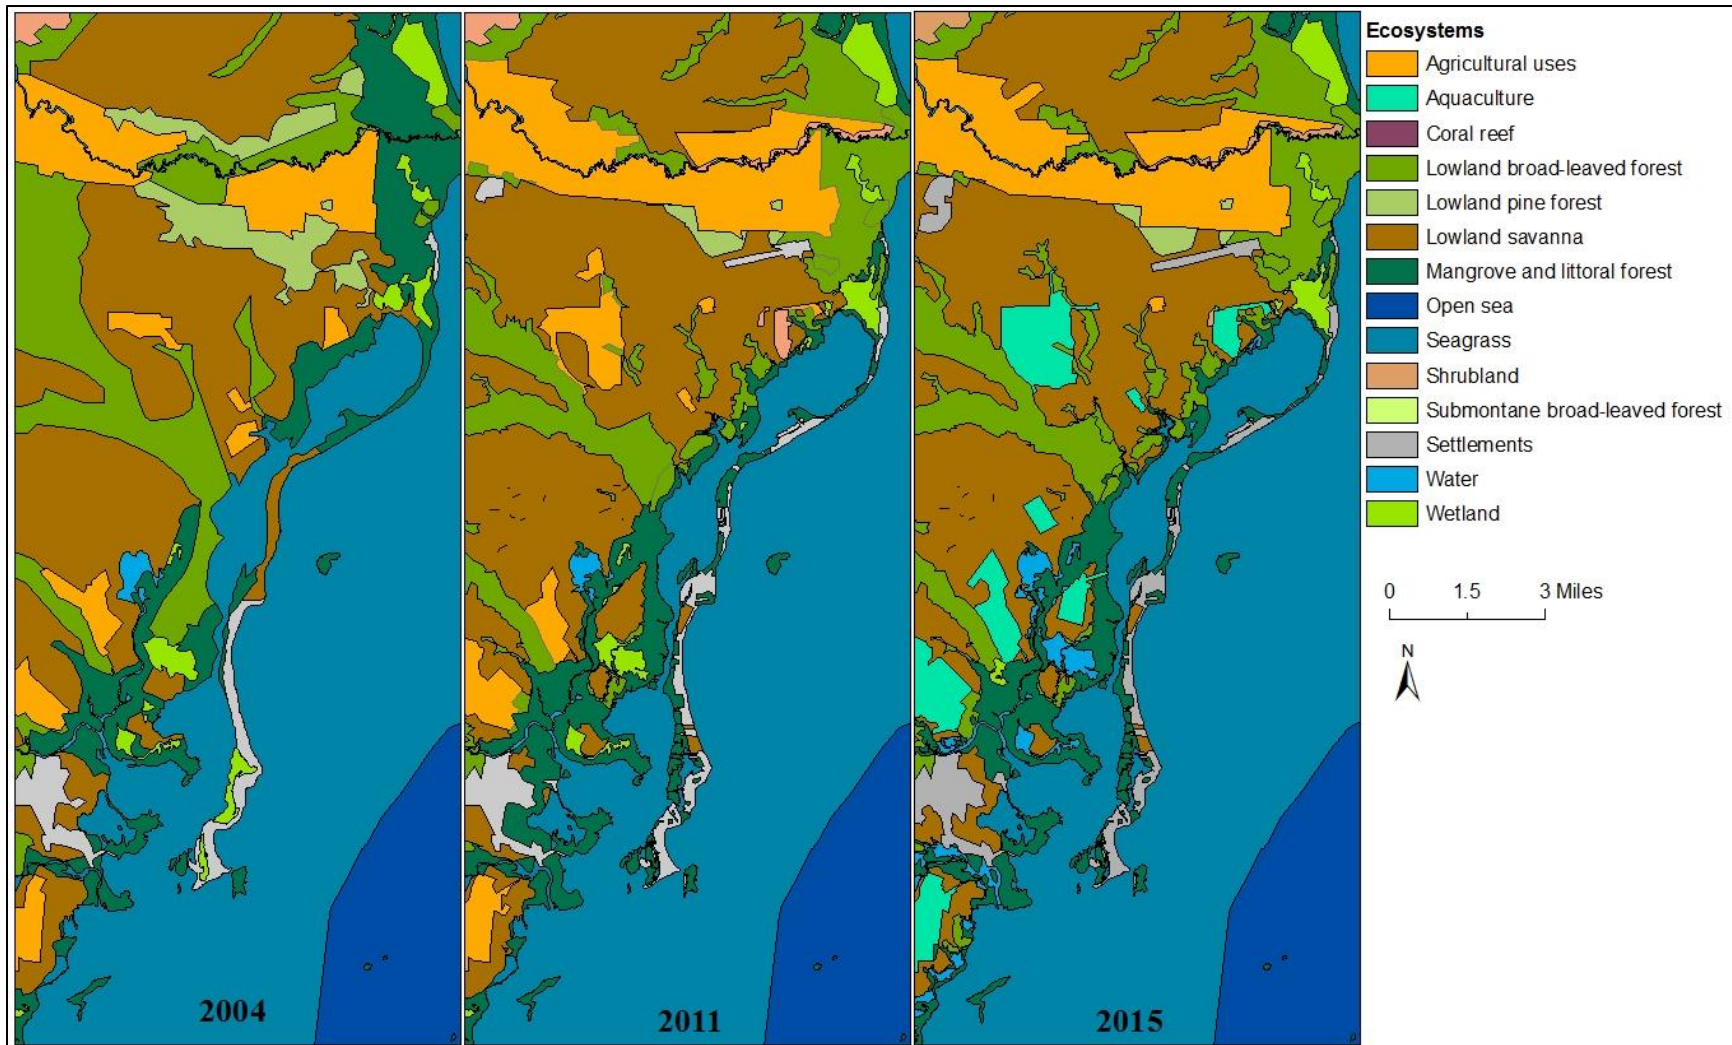 Ecosystems
Agricultural uses
Aquaculture
Coral reef
Lowland broad-leaved forest
Lowland pine forest
Lowland savanna
Mangrove and littoral forest
Open sea
Seagrass
Shrubland
Submontane broad-leaved forest
Settlements
Water
Wetland
0 1.5 3 Miles
N
2004
2011
2015